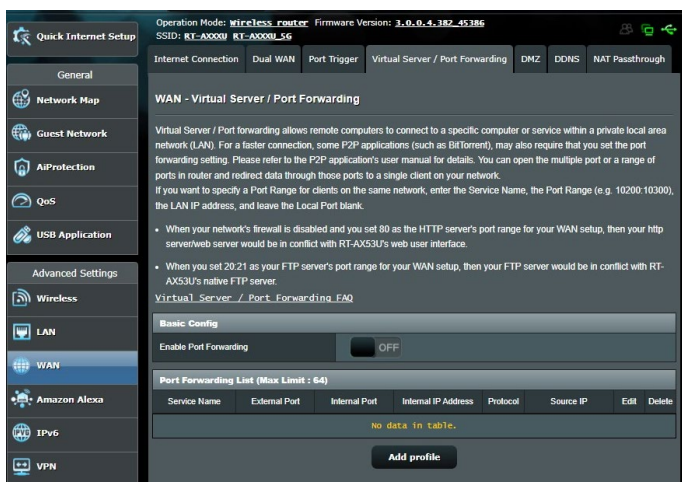 Quick Internet Setup
General
Network Map
Guest Network
AiProtection
QoS
USB Application
Advanced Settings
Wireless
LAN
WAN
Amazon Alexa
IPv6
VPN
Operation Mode: Wireless router Firmware Version: 3.0.0.4.382_45386
SSID: RT-AXXXU RT-AXXXU_5G
Internet Connection Dual WAN Port Trigger Virtual Server / Port Forwarding DMZ DDNS NAT Passthrough
WAN - Virtual Server / Port Forwarding
Virtual Server / Port forwarding allows remote computers to connect to a specific computer or service within a private local area
network (LAN). For a faster connection, some P2P applications (such as BitTorrent), may also require that you set the port
forwarding setting. Please refer to the P2P application's user manual for details. You can open the multiple port or a range of
ports in router and redirect data through those ports to a single client on your network.
If you want to specify a Port Range for clients on the same network, enter the Service Name, the Port Range (e.g. 10200:10300),
the LAN IP address, and leave the Local Port blank.
• When your network's firewall is disabled and you set 80 as the HTTP server's port range for your WAN setup, then your http
server/web server would be in conflict with RT-AX53U's web user interface.
• When you set 20:21 as your FTP server's port range for your WAN setup, then your FTP server would be in conflict with RT-
AX53U's native FTP server.
Virtual Server / Port Forwarding FAQ
Basic Config
Enable Port Forwarding OFF
Port Forwarding List (Max Limit : 64)
Service Name External Port Internal Port Internal IP Address Protocol Source IP Edit Delete
No data in table.
Add profile